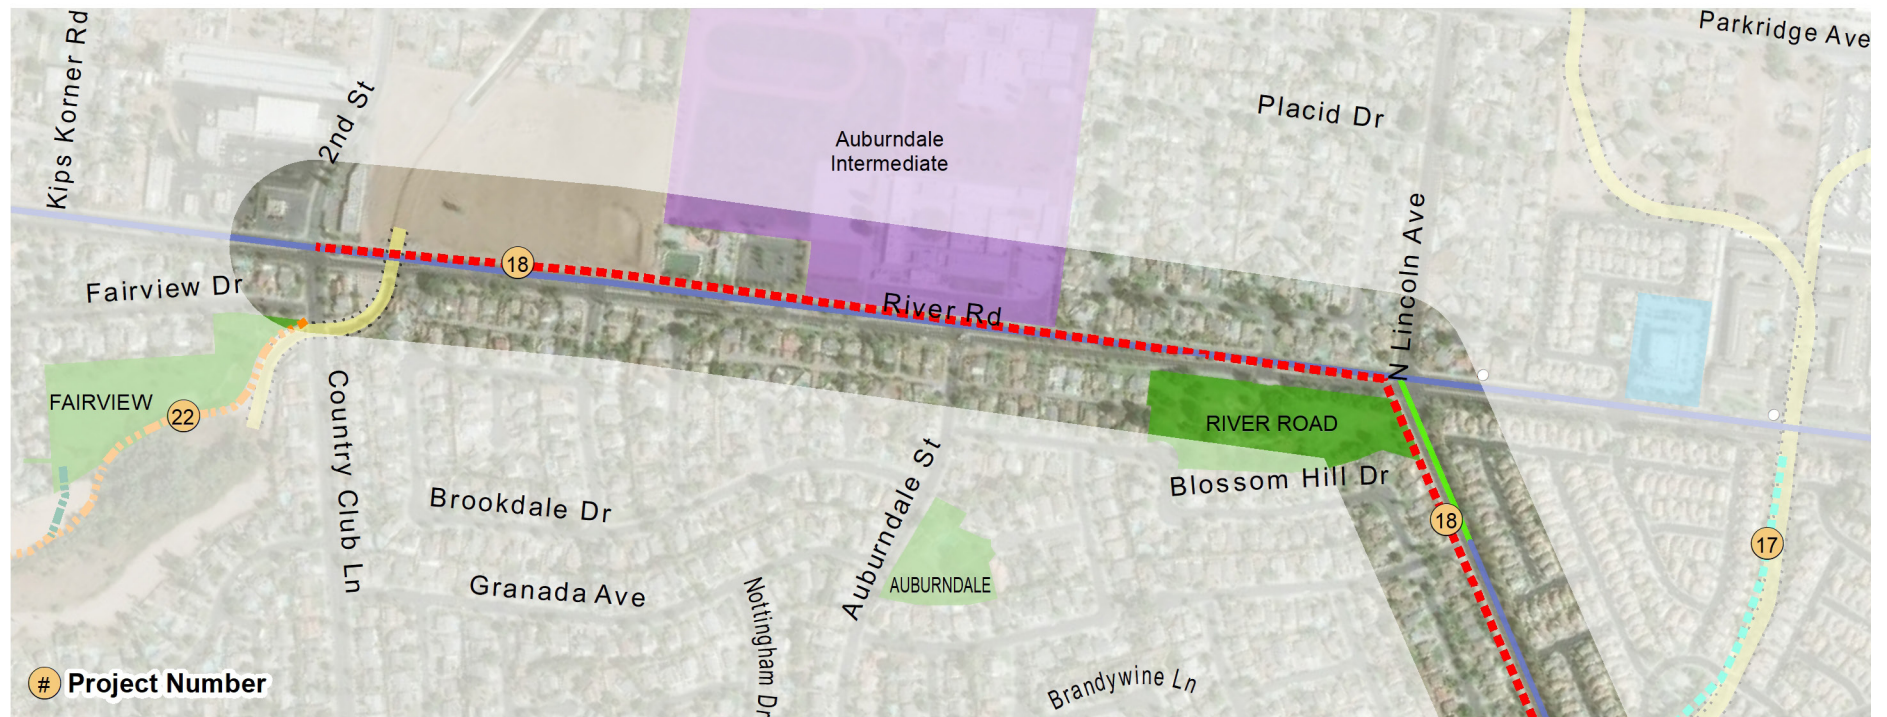 Parkridge Ave
Kips Korner Rd
2nd St
Placid Dr
Auburndale
Intermediate
N Lincoln Ave
18
Fairview Dr
River Rd
FAIRVIEW
22
RIVER ROAD
Country Club Ln
Auburndale St
Blossom Hill Dr
Brookdale Dr
18
17
Granada Ave
AUBURNDALE
Nottingham Dr
Brandywine Ln
# Project Number